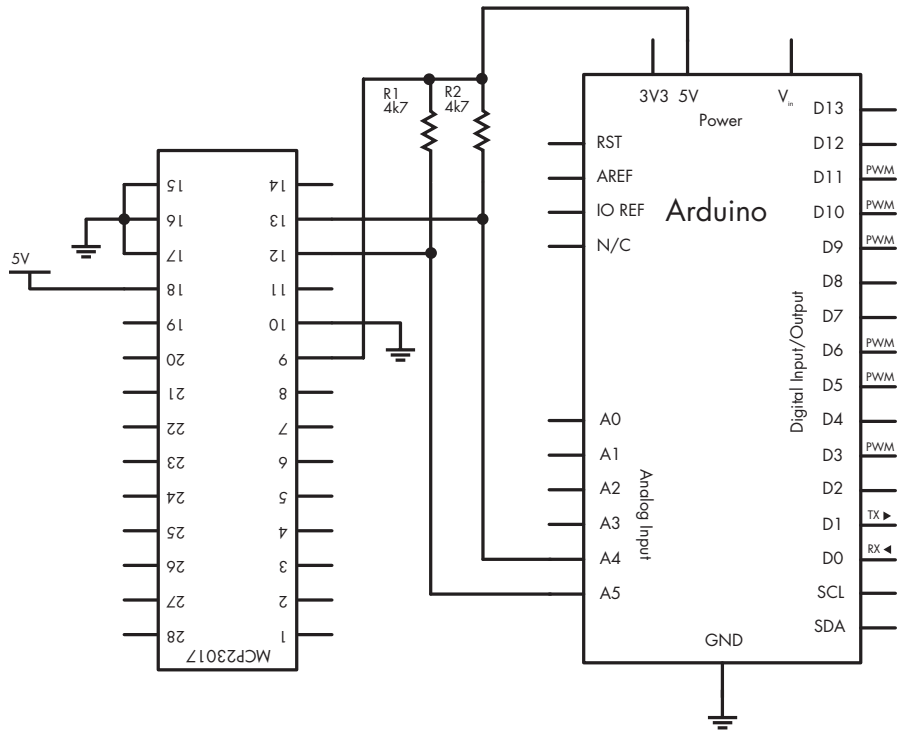 R1
4k7
R2
4k7
5V
15
16
17
18
19
20
21
22
23
24
25
26
27
28
14
13
12
11
10
9
8
7
6
5
4
3
2
1
MCP23017
3V3 5V
Vin
Power
RST
AREF
IO REF
N/C
Arduino
A0
A1
A2
A3
A4
A5
Analog Input
Digital Input/Output
D13
D12
D11 PWM
D10 PWM
D9 PWM
D8
D7
D6 PWM
D5 PWM
D4
D3 PWM
D2
D1 TX ▶
D0 RX ◀
SCL
SDA
GND